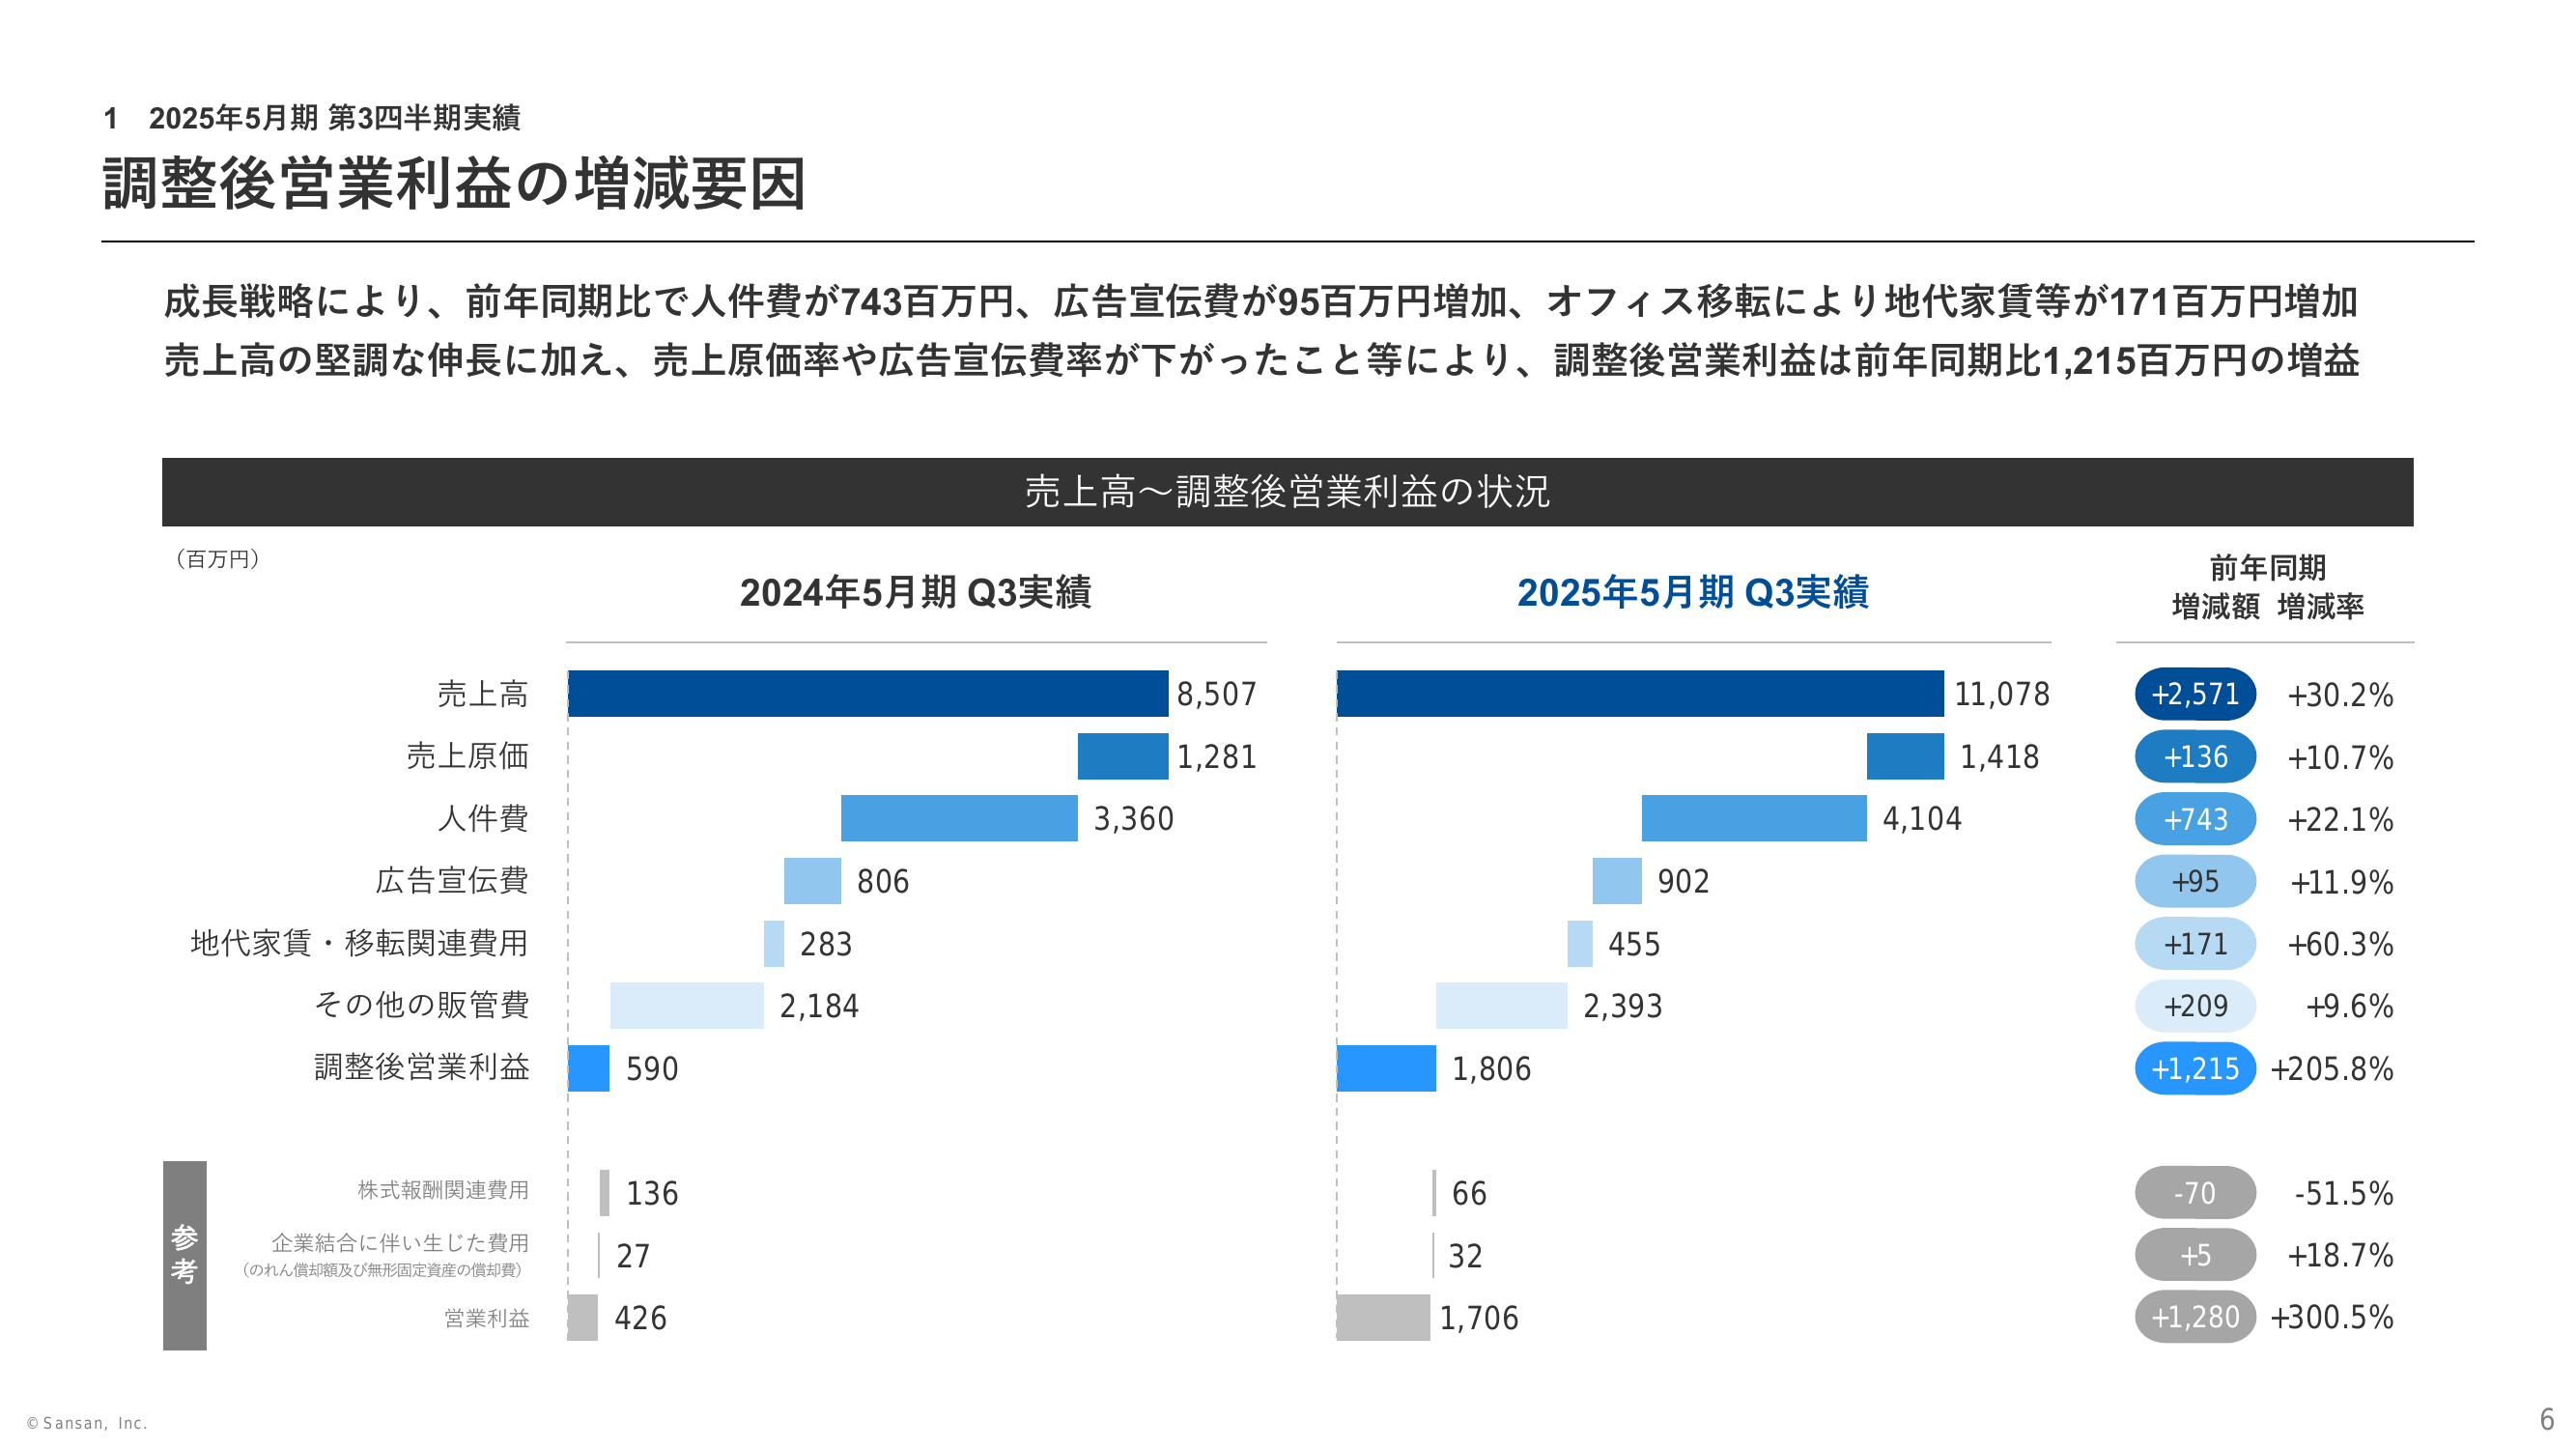 1 2025年5月期 第3四半期実績
調整後営業利益の増減要因
成長戦略により、前年同期比で人件費が743百万円、広告宣伝費が95百万円増加、オフィス移転により地代家賃等が171百万円増加
売上高の堅調な伸長に加え、売上原価率や広告宣伝費率が下がったこと等により、調整後営業利益は前年同期比1,215百万円の増益
売上高～調整後営業利益の状況
（百万円）
2024年5月期 Q3実績 2025年5月期 Q3実績 前年同期
増減額 増減率
売上高 8,507 11,078 +2,571 +30.2%
売上原価 1,281 1,418 +136 +10.7%
人件費 3,360 4,104 +743 +22.1%
広告宣伝費 806 902 +95 +11.9%
地代家賃・移転関連費用 283 455 +171 +60.3%
その他の販管費 2,184 2,393 +209 +9.6%
調整後営業利益 590 1,806 +1,215 +205.8%
参考
株式報酬関連費用 136 66 -70 -51.5%
企業結合に伴い生じた費用 27 32 +5 +18.7%
（のれん償却額及び無形固定資産の償却費）
営業利益 426 1,706 +1,280 +300.5%
©Sansan, Inc.
6